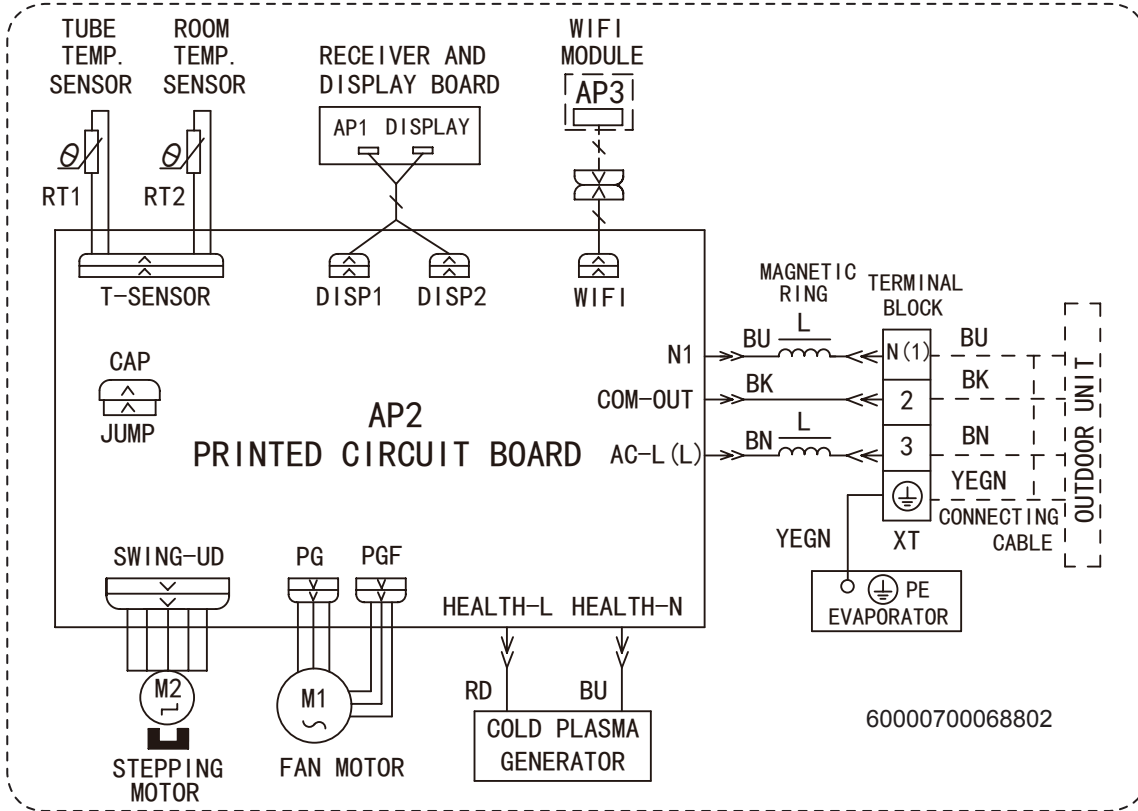 TUBE
TEMP.
SENSOR
ROOM
TEMP.
SENSOR
RECEIVER AND
DISPLAY BOARD
WIFI
MODULE
AP3
AP1 DISPLAY
θ
RT1
θ
RT2
T-SENSOR
DISP1
DISP2
WIFI
MAGNETIC
RING
TERMINAL
BLOCK
CAP
JUMP
AP2
PRINTED CIRCUIT BOARD
N1
BU
L
N(1)
BU
COM-OUT
BK
2
BK
AC-L(L)
BN
L
3
BN
YEGN
OUTDOOR UNIT
CONNECTING
CABLE
XT
YEGN
PE
EVAPORATOR
SWING-UD
PG
PGF
HEALTH-L
HEALTH-N
M2
M1
RD
BU
COLD PLASMA
GENERATOR
STEPPING
MOTOR
FAN MOTOR
60000700068802